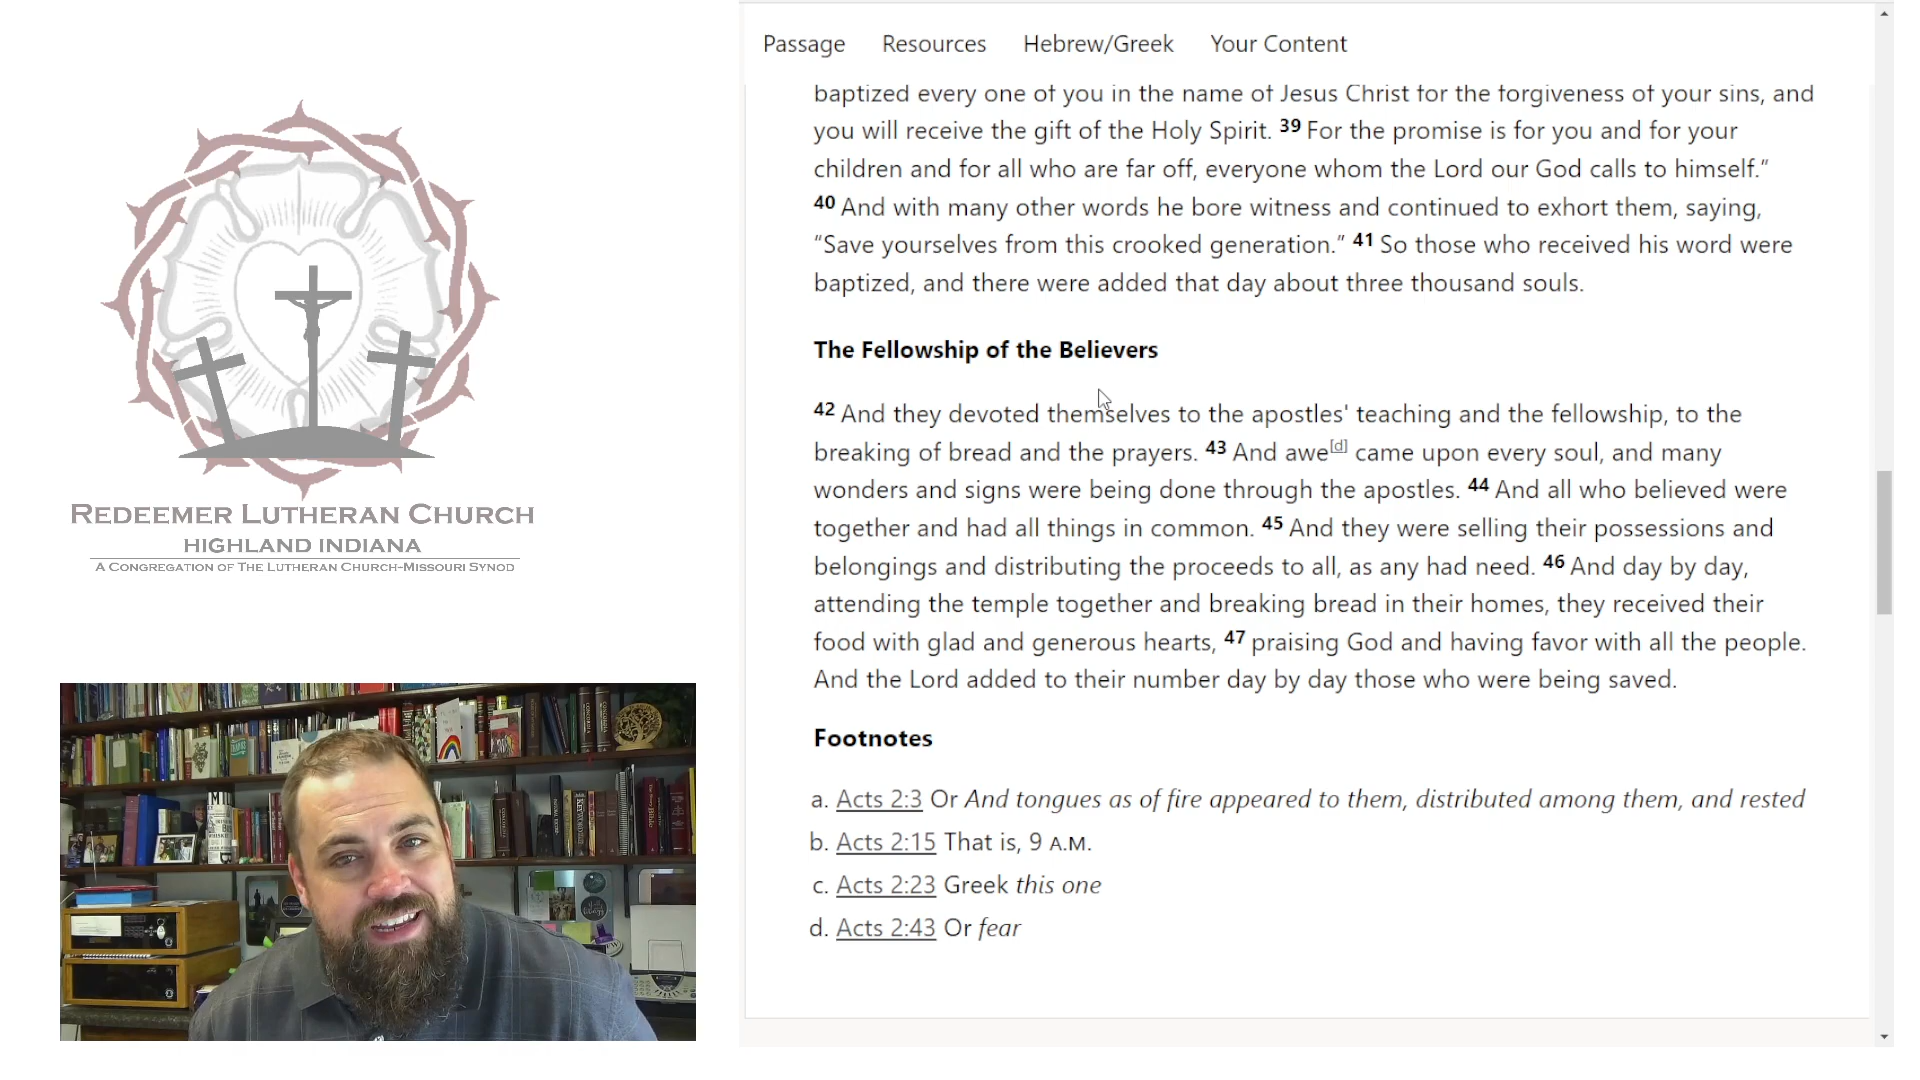 Passage Resources Hebrew/Greek Your Content
baptized every one of you in the name of Jesus Christ for the forgiveness of your sins, and
you will receive the gift of the Holy Spirit. 39 For the promise is for you and for your
children and for all who are far off, everyone whom the Lord our God calls to himself.”
40 And with many other words he bore witness and continued to exhort them, saying,
“Save yourselves from this crooked generation.” 41 So those who received his word were
baptized, and there were added that day about three thousand souls.
The Fellowship of the Believers
42 And they devoted themselves to the apostles' teaching and the fellowship, to the
breaking of bread and the prayers. 43 And awe[d] came upon every soul, and many
wonders and signs were being done through the apostles. 44 And all who believed were
together and had all things in common. 45 And they were selling their possessions and
belongings and distributing the proceeds to all, as any had need. 46 And day by day,
attending the temple together and breaking bread in their homes, they received their
food with glad and generous hearts, 47 praising God and having favor with all the people.
And the Lord added to their number day by day those who were being saved.
Footnotes
a. Acts 2:3 Or And tongues as of fire appeared to them, distributed among them, and rested
b. Acts 2:15 That is, 9 A.M.
c. Acts 2:23 Greek this one
d. Acts 2:43 Or fear
REDEEMER LUTHERAN CHURCH
HIGHLAND INDIANA
A CONGREGATION OF THE LUTHERAN CHURCH-MISSOURI SYNOD